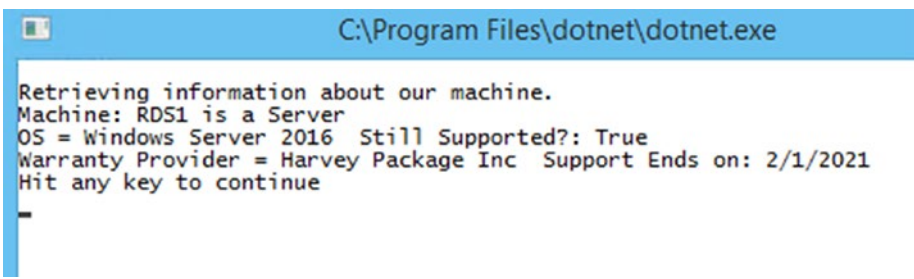 C:\Program Files\dotnet\dotnet.exe
Retrieving information about our machine.
Machine: RDS1 is a Server
OS = Windows Server 2016  Still Supported?: True
Warranty Provider = Harvey Package Inc  Support Ends on: 2/1/2021
Hit any key to continue